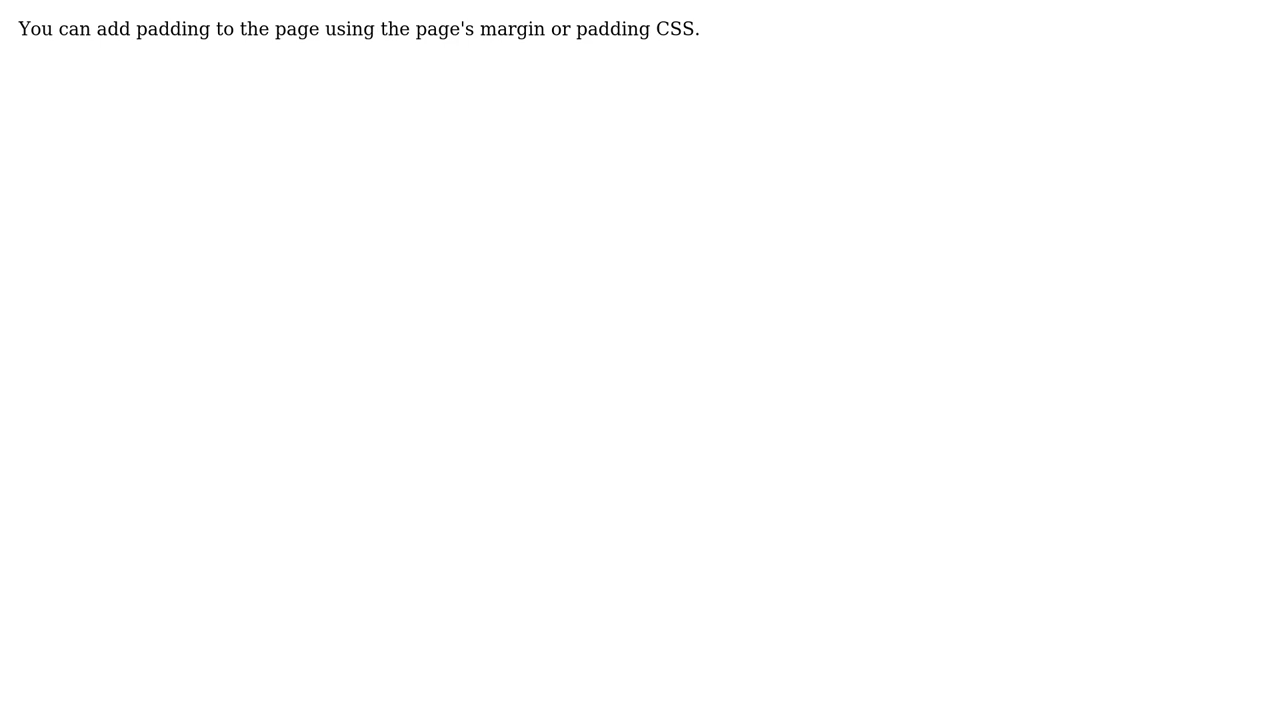 You can add padding to the page using the page's margin or padding CSS.